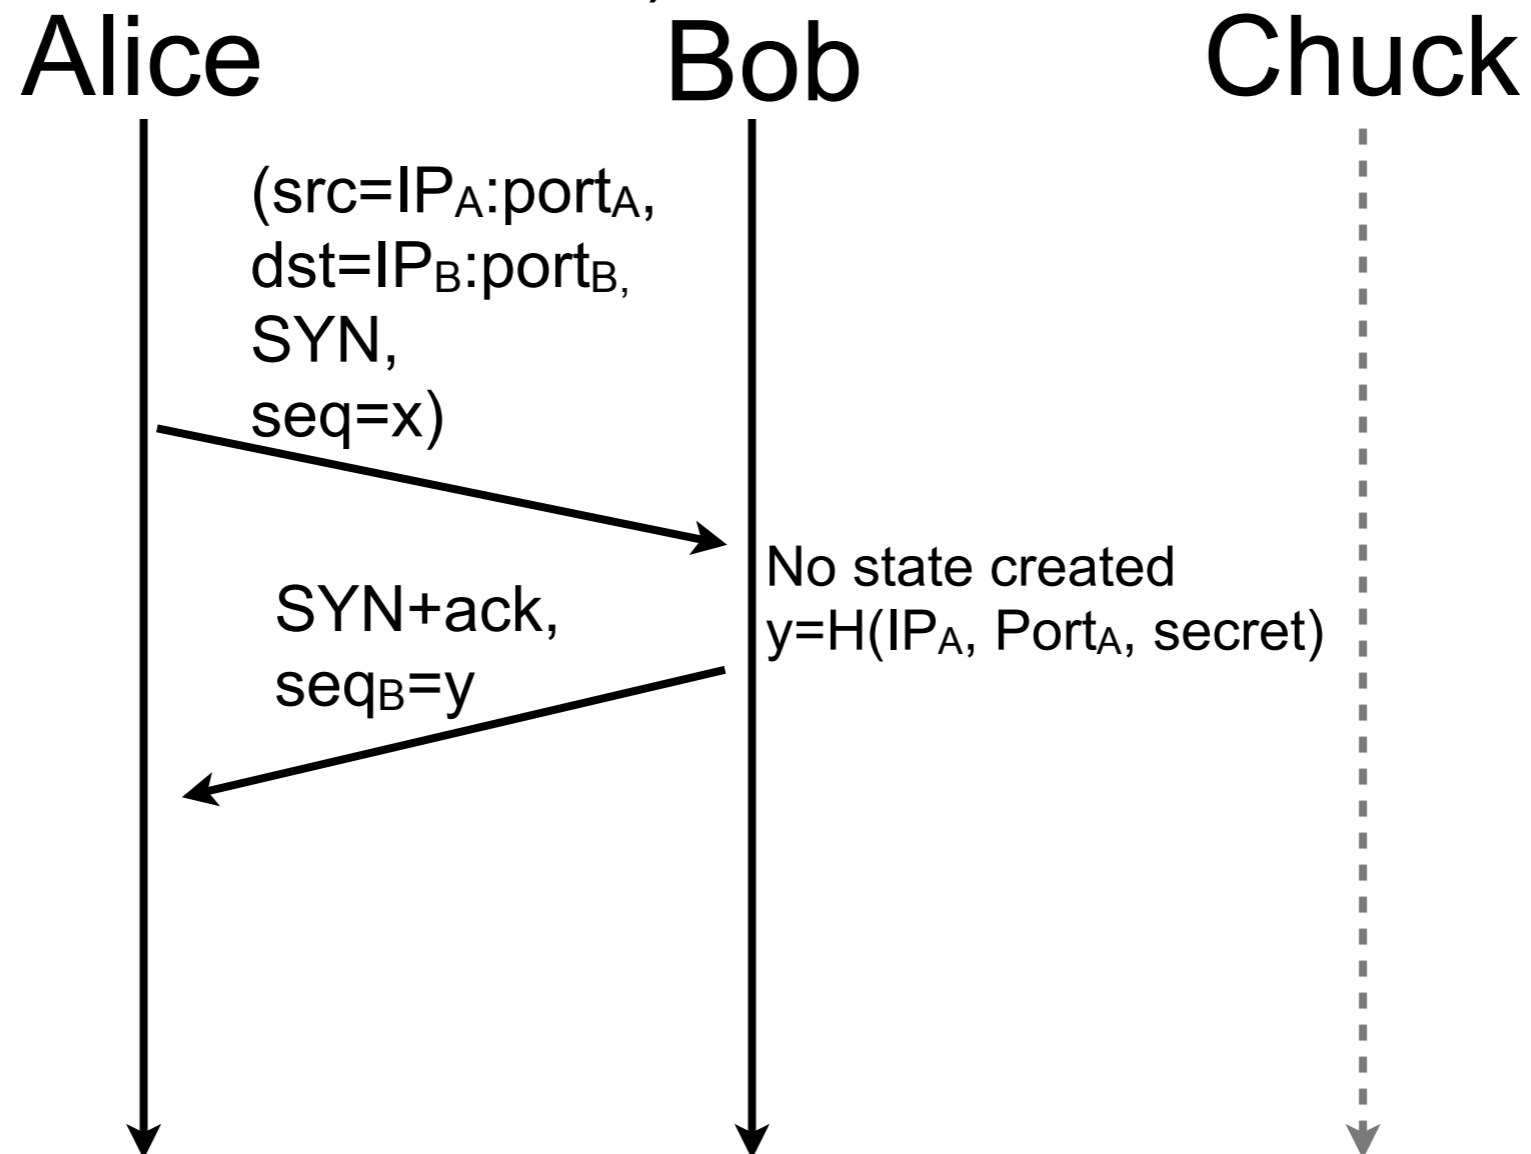 Alice
Bob
Chuck
(src=IPA:portA,
dst=IPB:portB,
SYN,
seq=x)
No state created
y=H(IPA, PortA, secret)
SYN+ack,
seqB=y